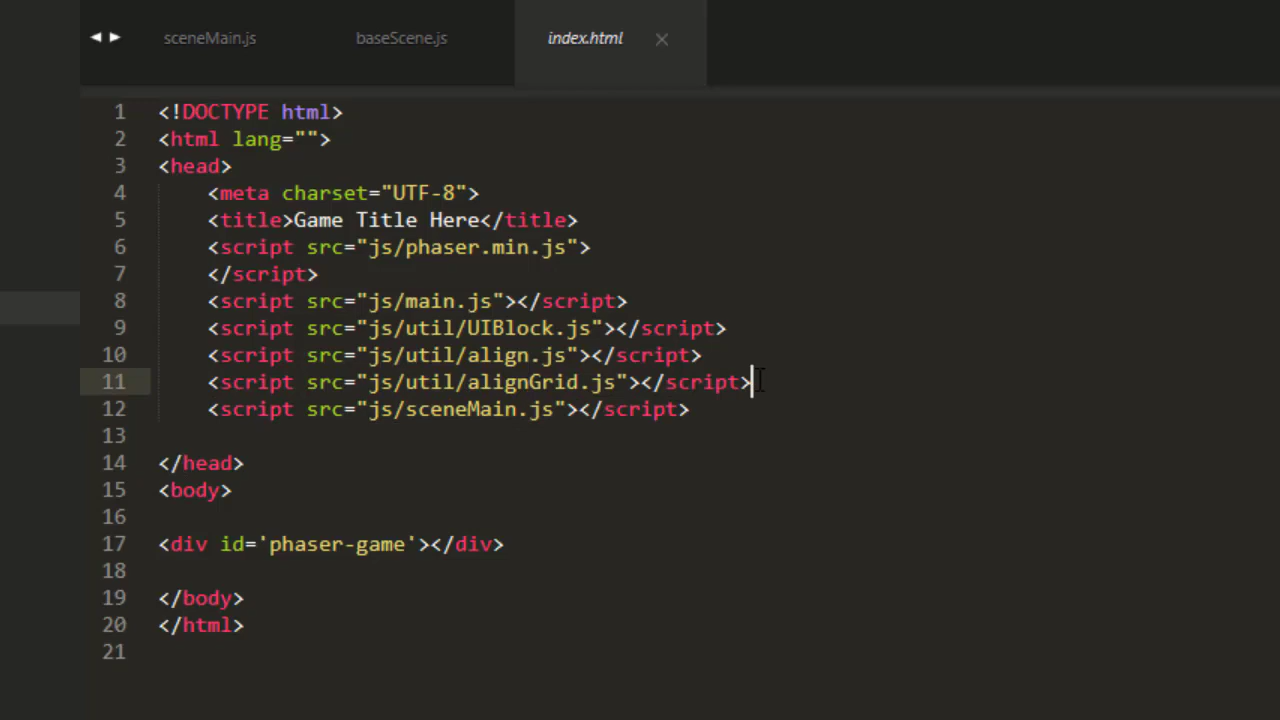 sceneMain.js baseScene.js index.html
1 <!DOCTYPE html>
2 <html lang="">
3 <head>
4 <meta charset="UTF-8">
5 <title>Game Title Here</title>
6 <script src="js/phaser.min.js">
7 </script>
8 <script src="js/main.js"></script>
9 <script src="js/util/UIBlock.js"></script>
10 <script src="js/util/align.js"></script>
11 <script src="js/util/alignGrid.js"></script>
12 <script src="js/sceneMain.js"></script>
13
14 </head>
15 <body>
16
17 <div id='phaser-game'></div>
18
19 </body>
20 </html>
21